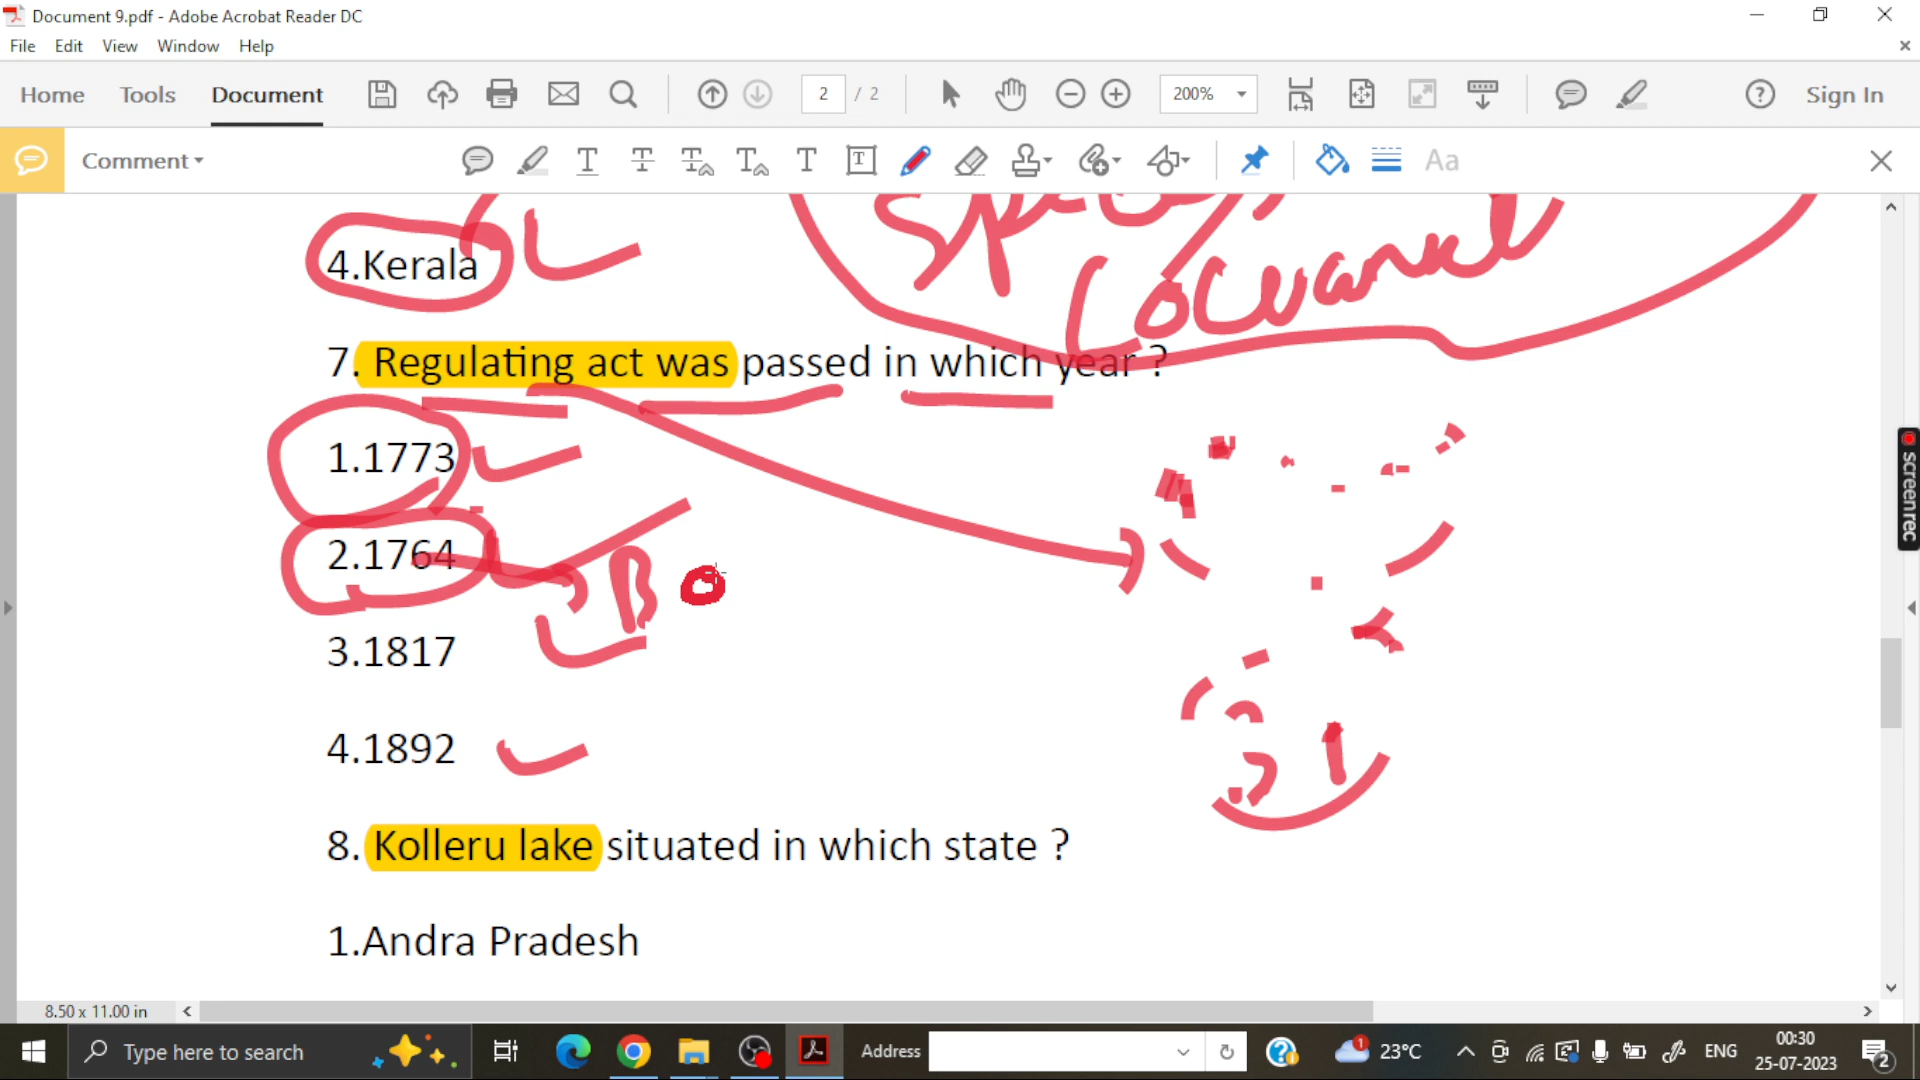 Document 9.pdf - Adobe Acrobat Reader DC
File Edit View Window Help
Home Tools Document 2 / 2 200% Sign In
Comment T T T T T T Aa
4.Kerala
7. Regulating act was passed in which year ?
1.1773
2.1764
B
3.1817
4.1892
8. Kolleru lake situated in which state ?
1.Andra Pradesh
screenrec
8.50 x 11.00 in
Type here to search Address 1 23°C ENG 00:30
25-07-2023 2